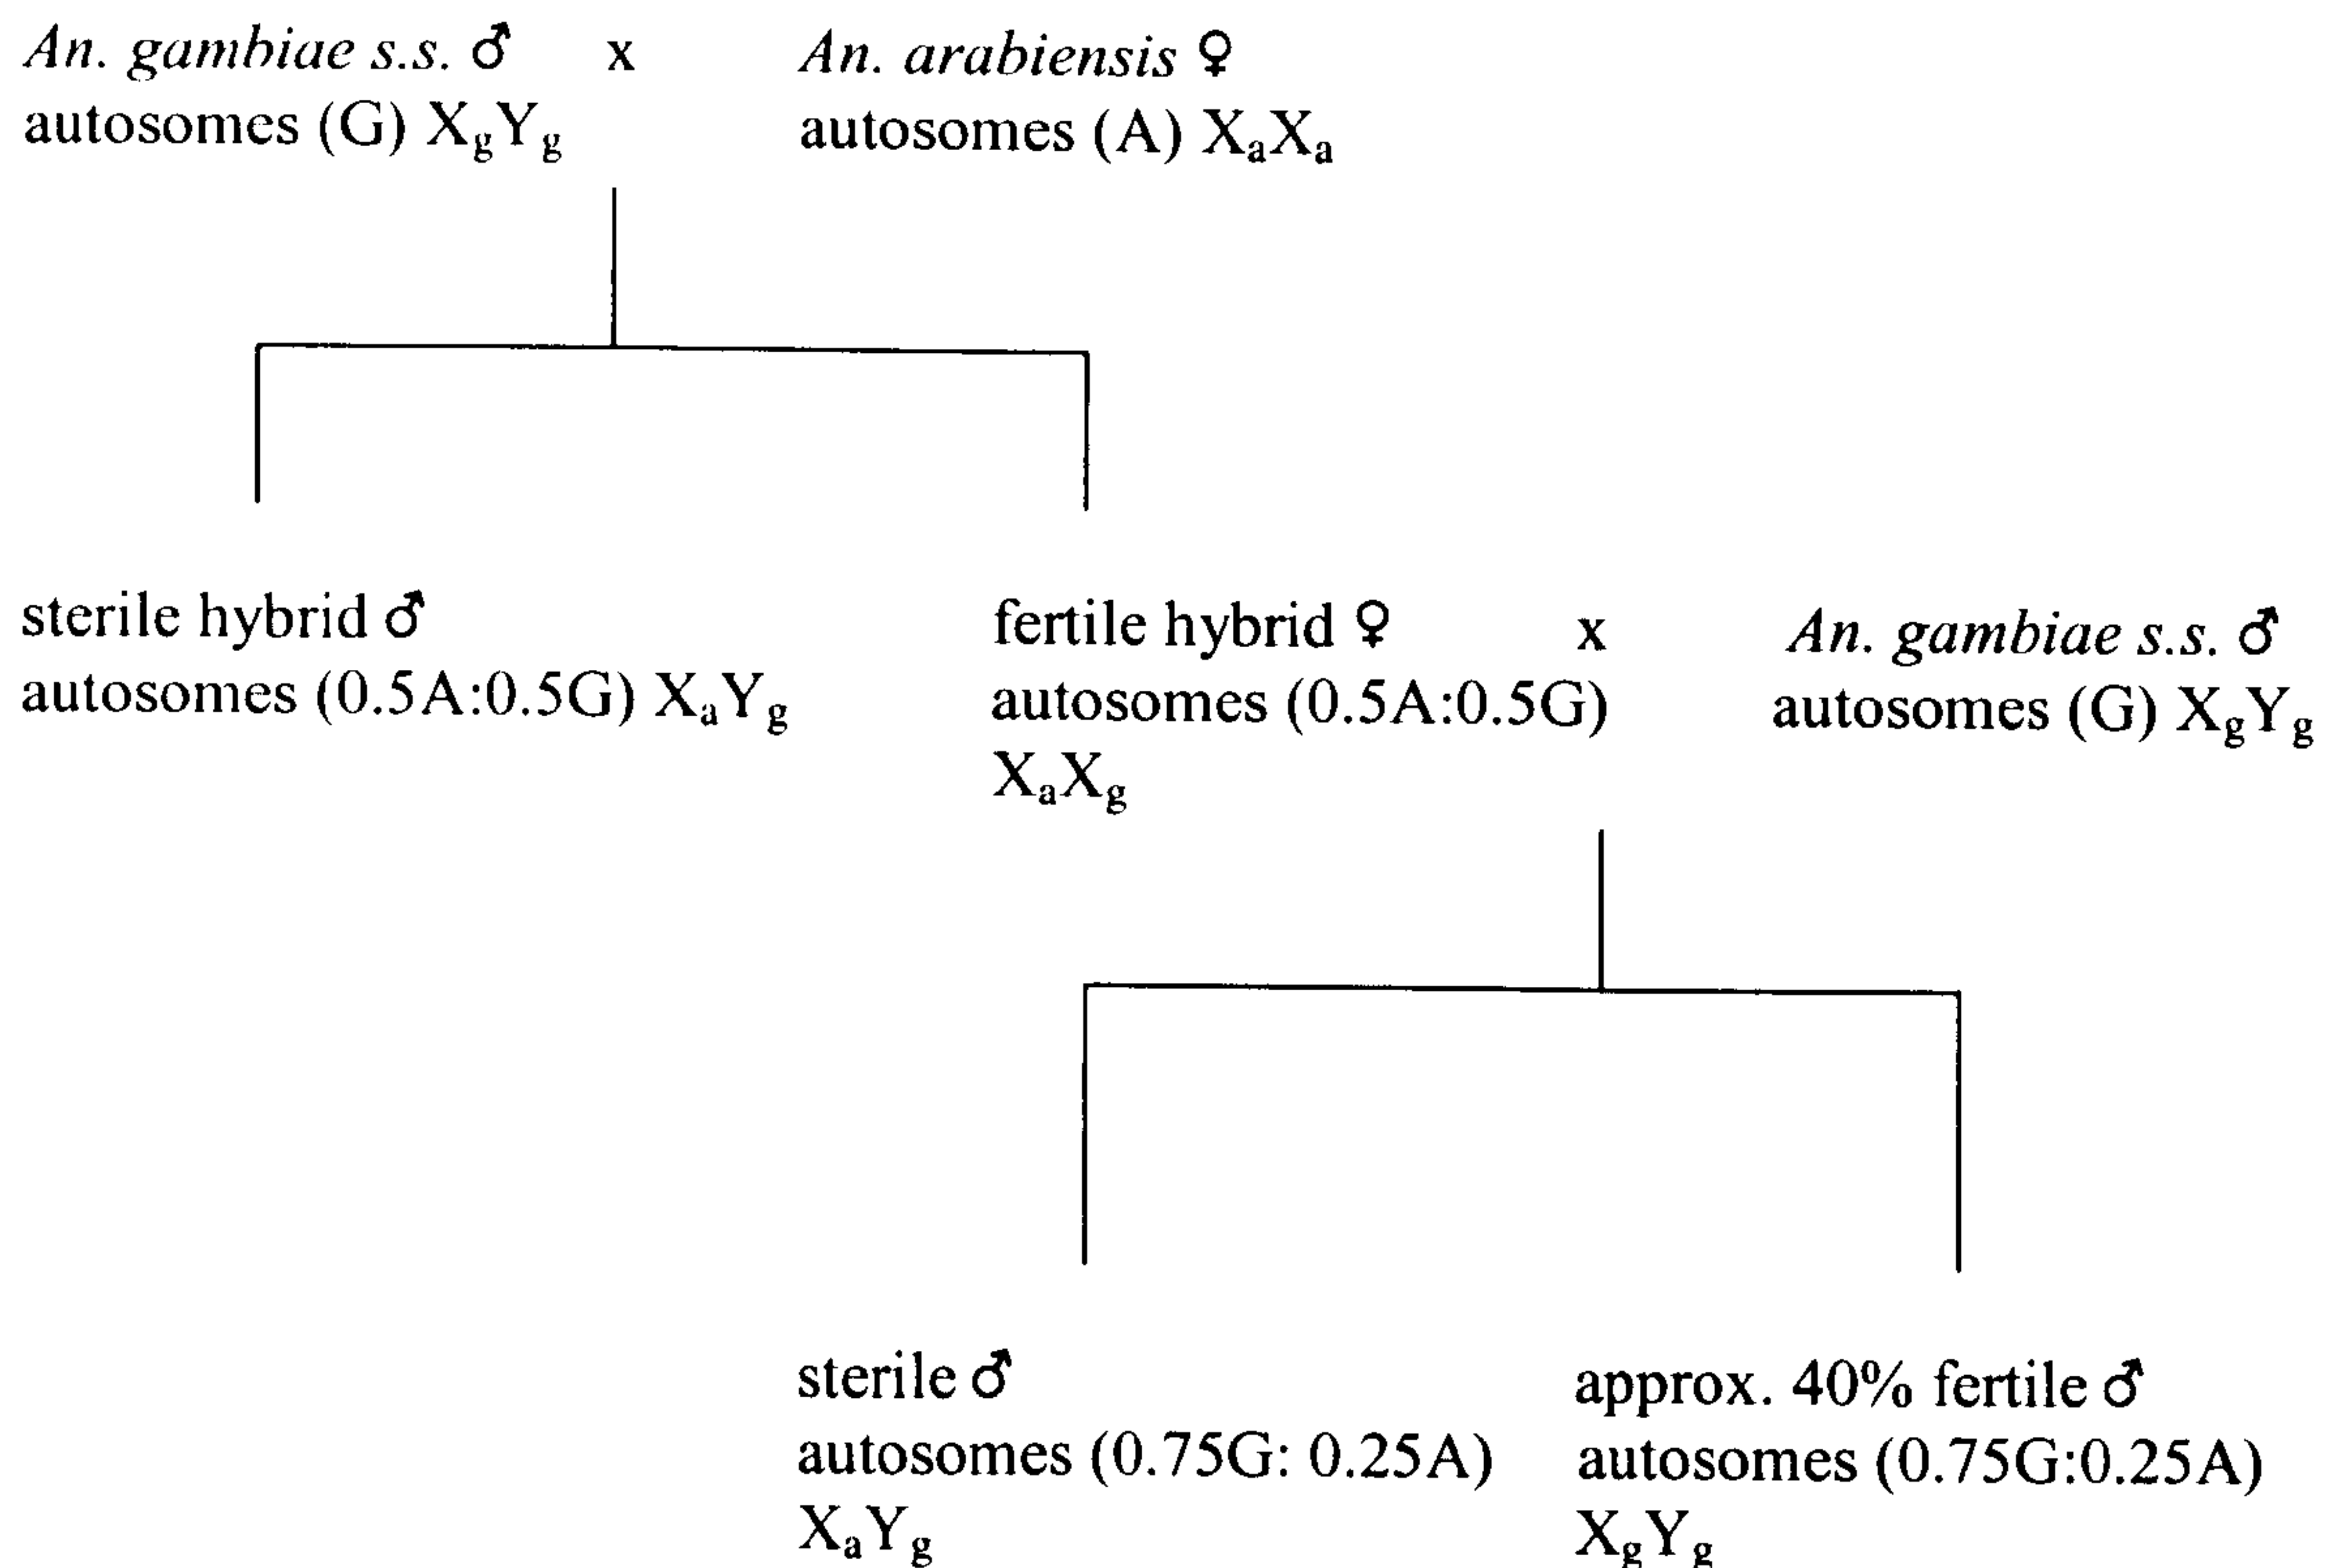 An. gambiae s.s. ♂ x An. arabiensis ♀
autosomes (G) XgYg autosomes (A) XaXa
sterile hybrid ♂ fertile hybrid ♀ x An. gambiae s.s. ♂
autosomes (0.5A:0.5G) XaYg autosomes (0.5A:0.5G) autosomes (G) XgYg
XaXg
sterile ♂ approx. 40% fertile ♂
autosomes (0.75G: 0.25A) autosomes (0.75G:0.25A)
XaYg XgYg